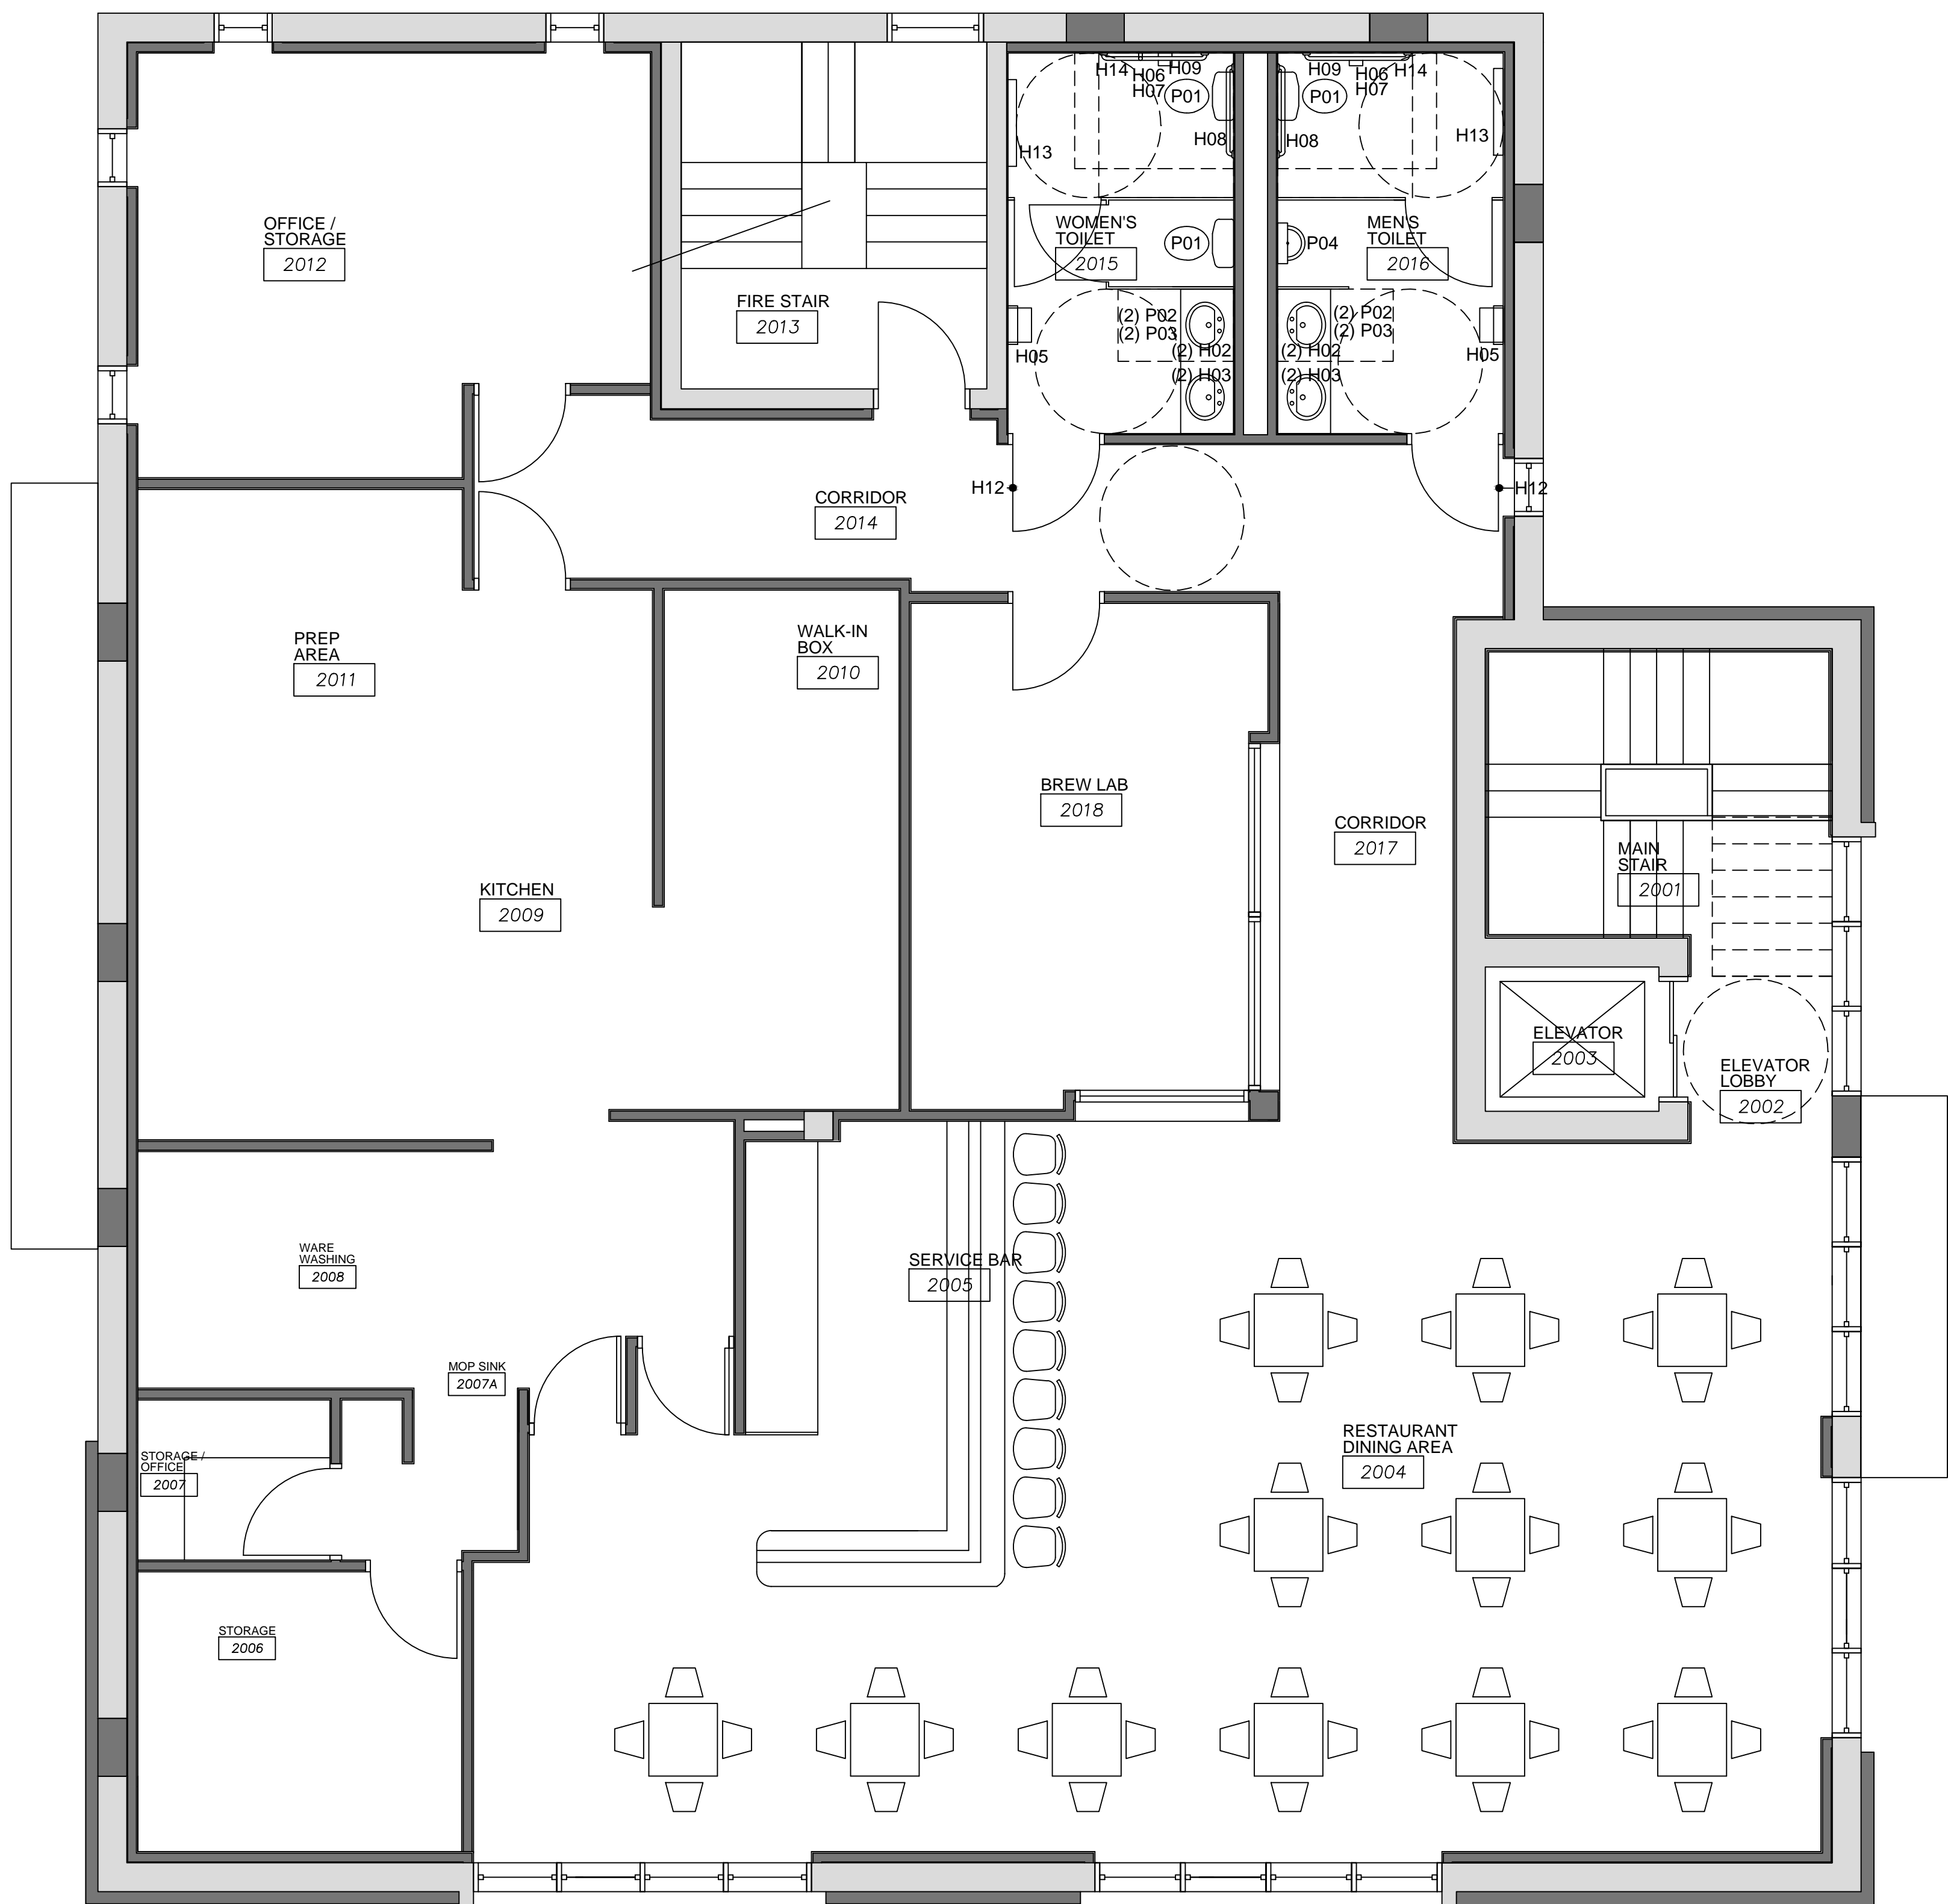 H14
H06
H09
H07
P01
H08
H13
H09
H06
H14
H07
P01
H08
H13
WOMEN'S
TOILET
2015
P01
P04
MEN'S
TOILET
2016
(2) P02
(2) P03
(2) H02
(2) H03
H05
(2) P02
(2) P03
(2) H02
(2) H03
H05
OFFICE /
STORAGE
2012
FIRE STAIR
2013
CORRIDOR
2014
H12
H12
PREP
AREA
2011
WALK-IN
BOX
2010
BREW LAB
2018
CORRIDOR
2017
MAIN
STAIR
2001
KITCHEN
2009
ELEVATOR
2003
ELEVATOR
LOBBY
2002
WARE
WASHING
2008
SERVICE BAR
2005
MOP SINK
2007A
RESTAURANT
DINING AREA
2004
STORAGE /
OFFICE
2007
STORAGE
2006